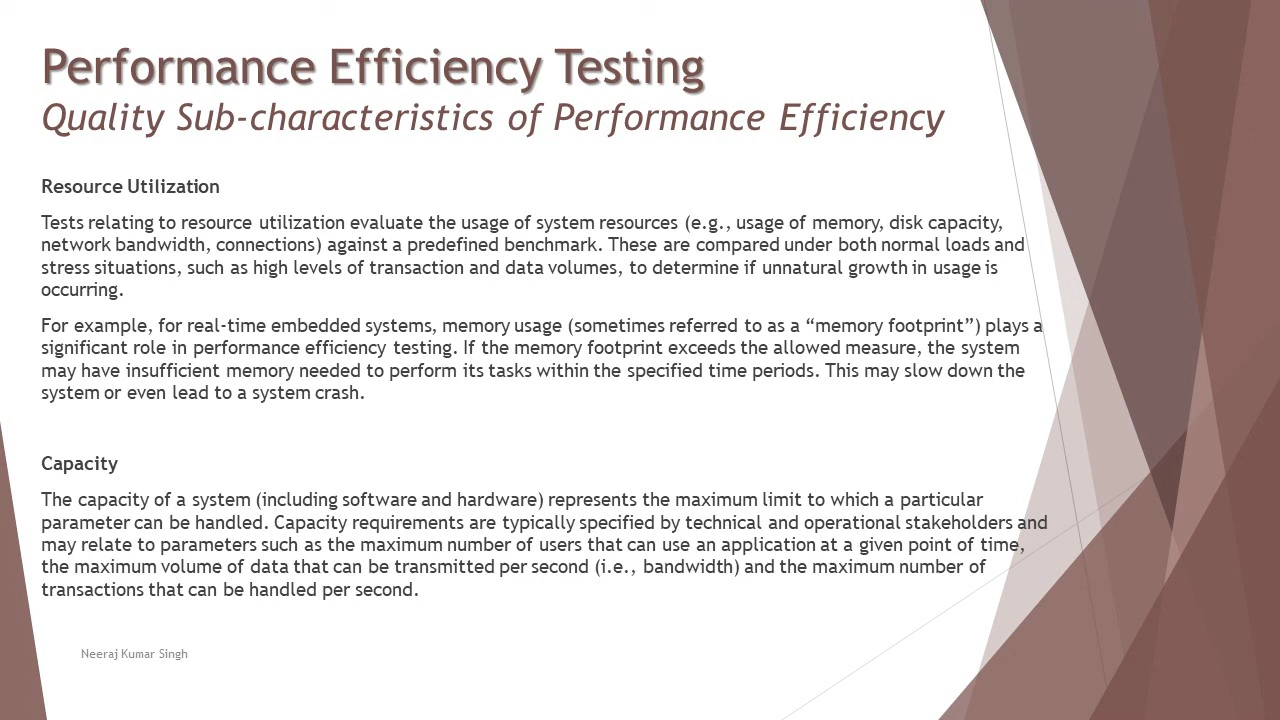 Performance Efficiency Testing
Quality Sub-characteristics of Performance Efficiency
Resource Utilization
Tests relating to resource utilization evaluate the usage of system resources (e.g., usage of memory, disk capacity,
network bandwidth, connections) against a predefined benchmark. These are compared under both normal loads and
stress situations, such as high levels of transaction and data volumes, to determine if unnatural growth in usage is
occurring.
For example, for real-time embedded systems, memory usage (sometimes referred to as a “memory footprint”) plays a
significant role in performance efficiency testing. If the memory footprint exceeds the allowed measure, the system
may have insufficient memory needed to perform its tasks within the specified time periods. This may slow down the
system or even lead to a system crash.
Capacity
The capacity of a system (including software and hardware) represents the maximum limit to which a particular
parameter can be handled. Capacity requirements are typically specified by technical and operational stakeholders and
may relate to parameters such as the maximum number of users that can use an application at a given point of time,
the maximum volume of data that can be transmitted per second (i.e., bandwidth) and the maximum number of
transactions that can be handled per second.
Neeraj Kumar Singh